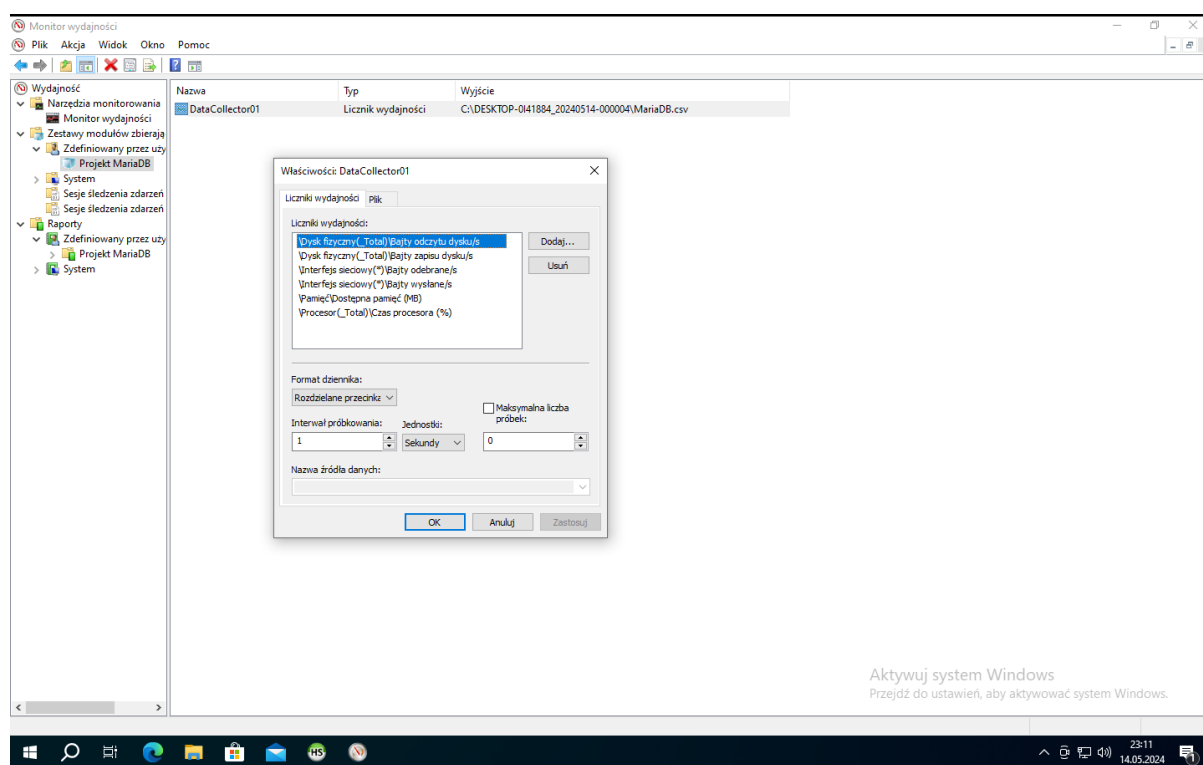 Monitor wydajności
Plik Akcja Widok Okno Pomoc
Wydajność
Narzędzia monitorowania
Monitor wydajności
Zestawy modułów zbierają
Zdefiniowany przez uży
Projekt MariaDB
System
Sesje śledzenia zdarzeń
Sesje śledzenia zdarzeń
Raporty
Zdefiniowany przez uży
Projekt MariaDB
System
Nazwa Typ Wyjście
DataCollector01 Licznik wydajności C:\DESKTOP-0I41884_20240514-000004\MariaDB.csv
Właściwości: DataCollector01
Liczniki wydajności Plik
Liczniki wydajności:
\Dysk fizyczny(_Total)\Bajty odczytu dysku/s
\Dysk fizyczny(_Total)\Bajty zapisu dysku/s
\Interfejs sieciowy(*)\Bajty odebrane/s
\Interfejs sieciowy(*)\Bajty wysłane/s
\Pamięć\Dostępna pamięć (MB)
\Procesor(_Total)\Czas procesora (%)
Dodaj...
Usuń
Format dziennika:
Rozdzielane przecinka
Maksymalna liczba
próbek:
Interwał próbkowania: Jednostki:
1 Sekundy 0
Nazwa źródła danych:
OK Anuluj Zastosuj
Aktywuj system Windows
Przejdź do ustawień, aby aktywować system Windows.
HS
23:11
14.05.2024
1